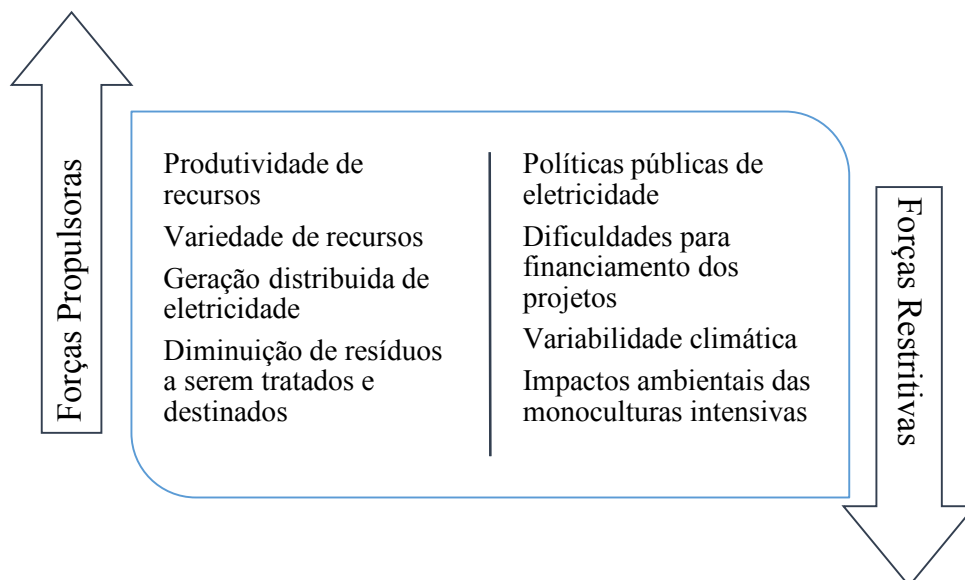 Forças Propulsoras
Produtividade de
recursos
Variedade de recursos
Geração distribuida de
eletricidade
Diminuição de resíduos
a serem tratados e
destinados
Políticas públicas de
eletricidade
Dificuldades para
financiamento dos
projetos
Variabilidade climática
Impactos ambientais das
monoculturas intensivas
Forças Restritivas